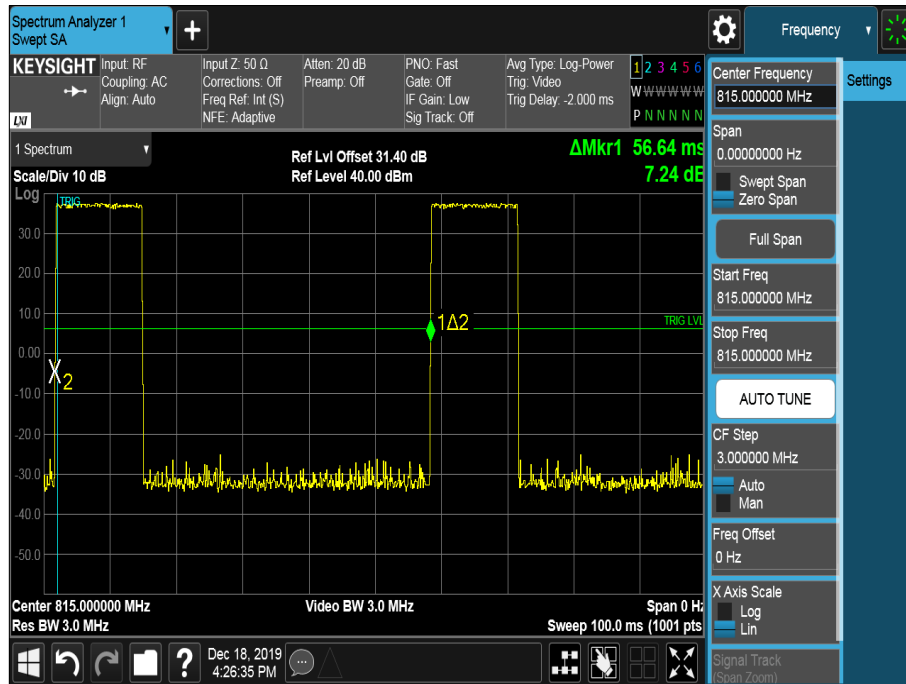 Spectrum Analyzer 1
Swept SA
Frequency
KEYSIGHT
LXI
Input: RF
Coupling: AC
Align: Auto
Input Z: 50 Ω
Corrections: Off
Freq Ref: Int (S)
NFE: Adaptive
Atten: 20 dB
Preamp: Off
PNO: Fast
Gate: Off
IF Gain: Low
Sig Track: Off
Avg Type: Log-Power
Trig: Video
Trig Delay: -2.000 ms
1 2 3 4 5 6
W W W W W W
P N N N N N
1 Spectrum
Scale/Div 10 dB
Ref Lvl Offset 31.40 dB
Ref Level 40.00 dBm
ΔMkr1 56.64 ms
7.24 dB
Log
TRIG
30.0
20.0
10.0
0.00
-10.0
-20.0
-30.0
-40.0
-50.0
1Δ2
TRIG LVL
X2
Center 815.000000 MHz
Res BW 3.0 MHz
Video BW 3.0 MHz
Span 0 Hz
Sweep 100.0 ms (1001 pts
Center Frequency
815.000000 MHz
Settings
Span
0.00000000 Hz
Swept Span
Zero Span
Full Span
Start Freq
815.000000 MHz
Stop Freq
815.000000 MHz
AUTO TUNE
CF Step
3.000000 MHz
Auto
Man
Freq Offset
0 Hz
X Axis Scale
Log
Lin
Signal Track
(Span Zoom)
?
Dec 18, 2019
4:26:35 PM